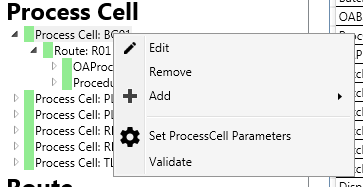 Process Cell
Process Cell: BC01
Route: R01
OAProc
Procedu
Process Cell: PL
Process Cell: PL
Process Cell: RI
Process Cell: RI
Process Cell: TL
Edit
Remove
Add
Set ProcessCell Parameters
Validate
OAB
Proc